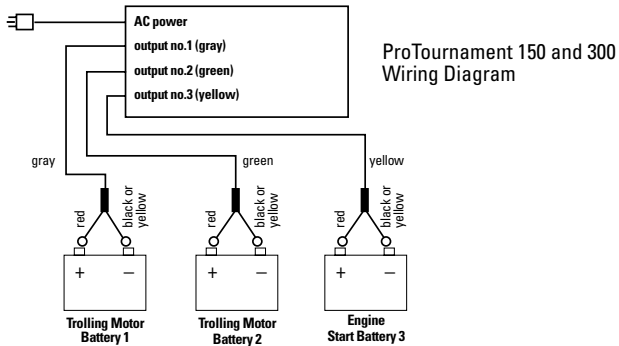 AC power
output no.1 (gray)
output no.2 (green)
output no.3 (yellow)
ProTournament 150 and 300
Wiring Diagram
gray
green
yellow
red
black or
yellow
red
black or
yellow
red
black or
yellow
+ –
+ –
+ –
Trolling Motor
Battery 1
Trolling Motor
Battery 2
Engine
Start Battery 3